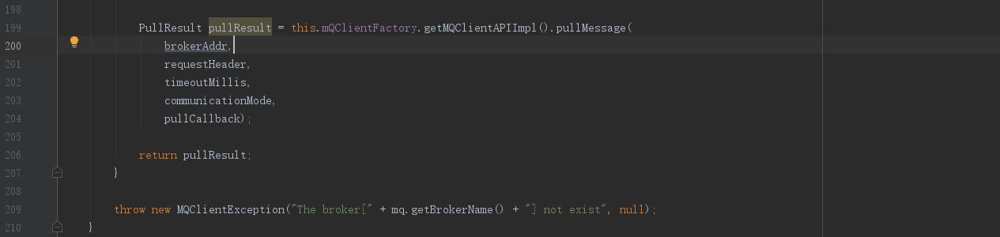 198
199 PullResult pullResult = this.mQClientFactory.getMQClientAPIImpl().pullMessage(
200 brokerAddr,
201 requestHeader,
202 timeoutMillis,
203 communicationMode,
204 pullCallback);
205
206 return pullResult;
207 }
208
209 throw new MQClientException("The broker[" + mq.getBrokerName() + "] not exist", null);
210 }